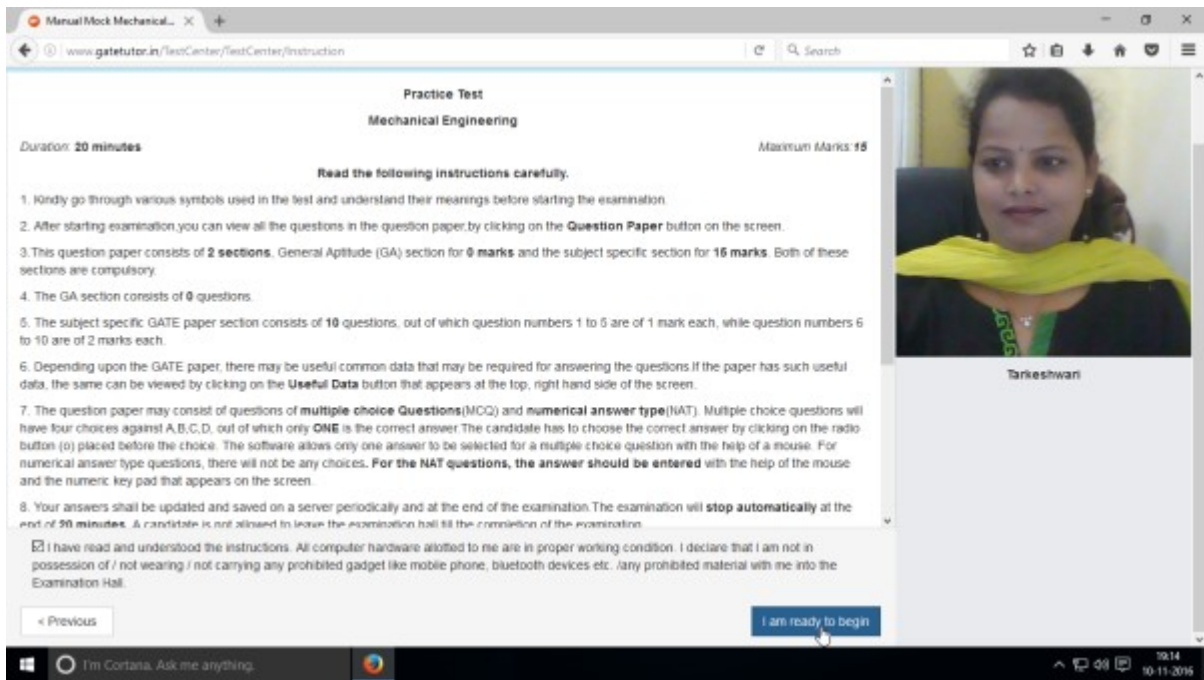 Manual Mock Mechanical...
www.gatetutor.in/TestCenter/TestCenter/Instruction
Search
Practice Test
Mechanical Engineering
Duration: 20 minutes
Maximum Marks:15
Read the following instructions carefully.
1. Kindly go through various symbols used in the test and understand their meanings before starting the examination.
2. After starting examination,you can view all the questions in the question paper,by clicking on the Question Paper button on the screen.
3.This question paper consists of 2 sections, General Aptitude (GA) section for 0 marks and the subject specific section for 15 marks. Both of these
sections are compulsory.
4. The GA section consists of 0 questions.
5. The subject specific GATE paper section consists of 10 questions, out of which question numbers 1 to 5 are of 1 mark each, while question numbers 6
to 10 are of 2 marks each.
6. Depending upon the GATE paper, there may be useful common data that may be required for answering the questions.If the paper has such useful
data, the same can be viewed by clicking on the Useful Data button that appears at the top, right hand side of the screen.
7. The question paper may consist of questions of multiple choice Questions(MCQ) and numerical answer type(NAT). Multiple choice questions will
have four choices against A,B,C,D, out of which only ONE is the correct answer.The candidate has to choose the correct answer by clicking on the radio
button (o) placed before the choice. The software allows only one answer to be selected for a multiple choice question with the help of a mouse. For
numerical answer type questions, there will not be any choices. For the NAT questions, the answer should be entered with the help of the mouse
and the numeric key pad that appears on the screen.
8. Your answers shall be updated and saved on a server periodically and at the end of the examination.The examination will stop automatically at the
end of 20 minutes. A candidate is not allowed to leave the examination hall till the completion of the examination.
I have read and understood the instructions. All computer hardware allotted to me are in proper working condition. I declare that I am not in
possession of / not wearing / not carrying any prohibited gadget like mobile phone, bluetooth devices etc. /any prohibited material with me into the
Examination Hall.
< Previous
I am ready to begin
Tarkeshwari
I'm Cortana. Ask me anything.
19:14
10-11-2016